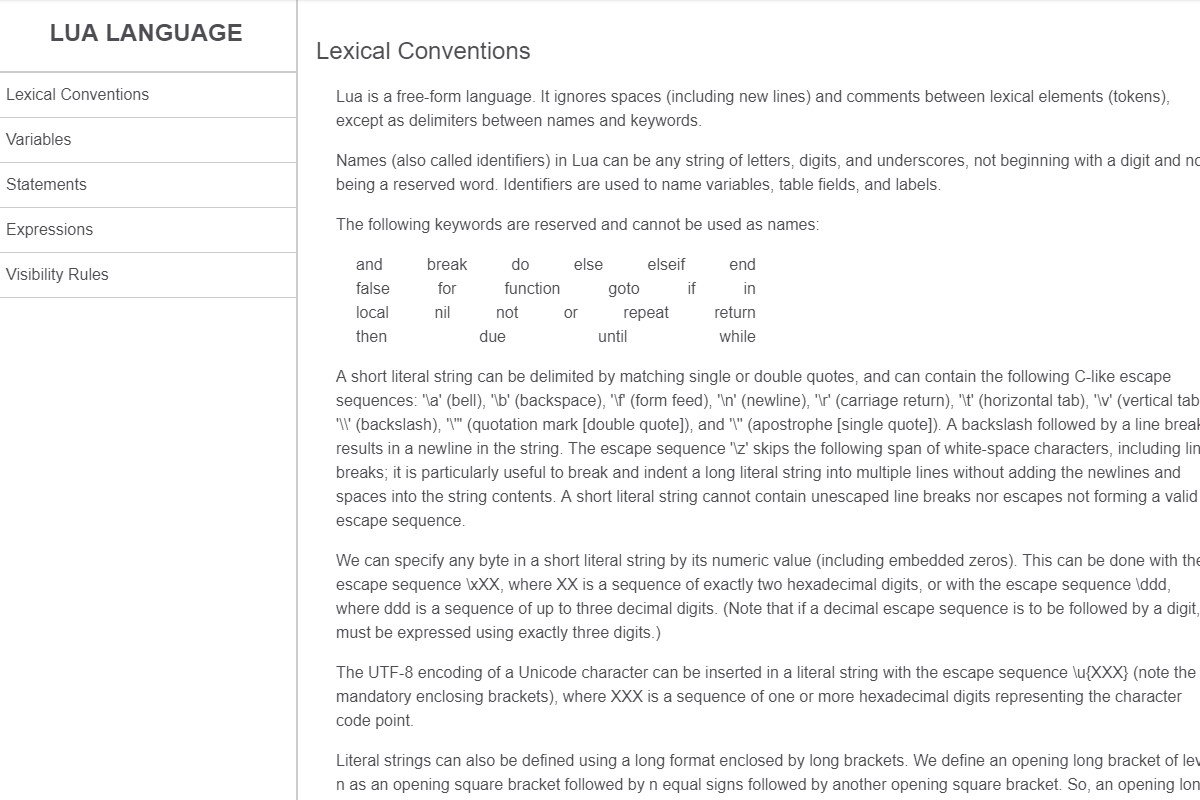 LUA LANGUAGE
Lexical Conventions
Variables
Statements
Expressions
Visibility Rules
Lexical Conventions
Lua is a free-form language. It ignores spaces (including new lines) and comments between lexical elements (tokens),
except as delimiters between names and keywords.
Names (also called identifiers) in Lua can be any string of letters, digits, and underscores, not beginning with a digit and
being a reserved word. Identifiers are used to name variables, table fields, and labels.
The following keywords are reserved and cannot be used as names:
and break do else elseif end
false for function goto if in
local nil not or repeat return
then due until while
A short literal string can be delimited by matching single or double quotes, and can contain the following C-like escape
sequences: '\a' (bell), '\b' (backspace), '\f' (form feed), '\n' (newline), '\r' (carriage return), '\t' (horizontal tab), '\v' (vertical tab
'\\' (backslash), '\"' (quotation mark [double quote]), and '\'' (apostrophe [single quote]). A backslash followed by a line break
results in a newline in the string. The escape sequence '\z' skips the following span of white-space characters, including
breaks; it is particularly useful to break and indent a long literal string into multiple lines without adding the newlines and
spaces into the string contents. A short literal string cannot contain unescaped line breaks nor escapes not forming a valid
escape sequence.
We can specify any byte in a short literal string by its numeric value (including embedded zeros). This can be done with the
escape sequence \xXX, where XX is a sequence of exactly two hexadecimal digits, or with the escape sequence \ddd,
where ddd is a sequence of up to three decimal digits. (Note that if a decimal escape sequence is to be followed by a digit,
must be expressed using exactly three digits.)
The UTF-8 encoding of a Unicode character can be inserted in a literal string with the escape sequence \u{XXX} (note the
mandatory enclosing brackets), where XXX is a sequence of one or more hexadecimal digits representing the character
code point.
Literal strings can also be defined using a long format enclosed by long brackets. We define an opening long bracket of
n as an opening square bracket followed by n equal signs followed by another opening square bracket. So, an opening